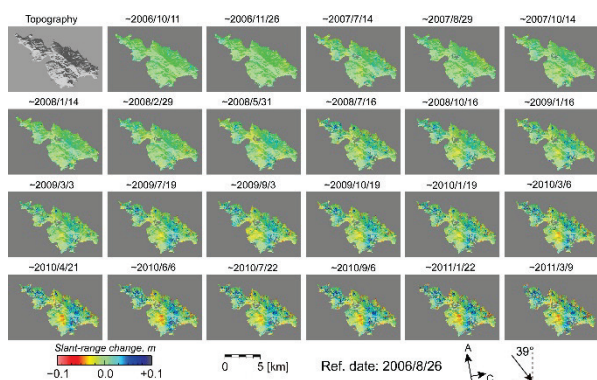 Topography ~2006/10/11 ~2006/11/26 ~2007/7/14 ~2007/8/29 ~2007/10/14
~2008/1/14 ~2008/2/29 ~2008/5/31 ~2008/7/16 ~2008/10/16 ~2009/1/16
~2009/3/3 ~2009/7/19 ~2009/9/3 ~2009/10/19 ~2010/1/19 ~2010/3/6
~2010/4/21 ~2010/6/6 ~2010/7/22 ~2010/9/6 ~2011/1/22 ~2011/3/9
Slant-range change, m
−0.1 0.0 +0.1
0 5 [km]
Ref. date: 2006/8/26
A
39°